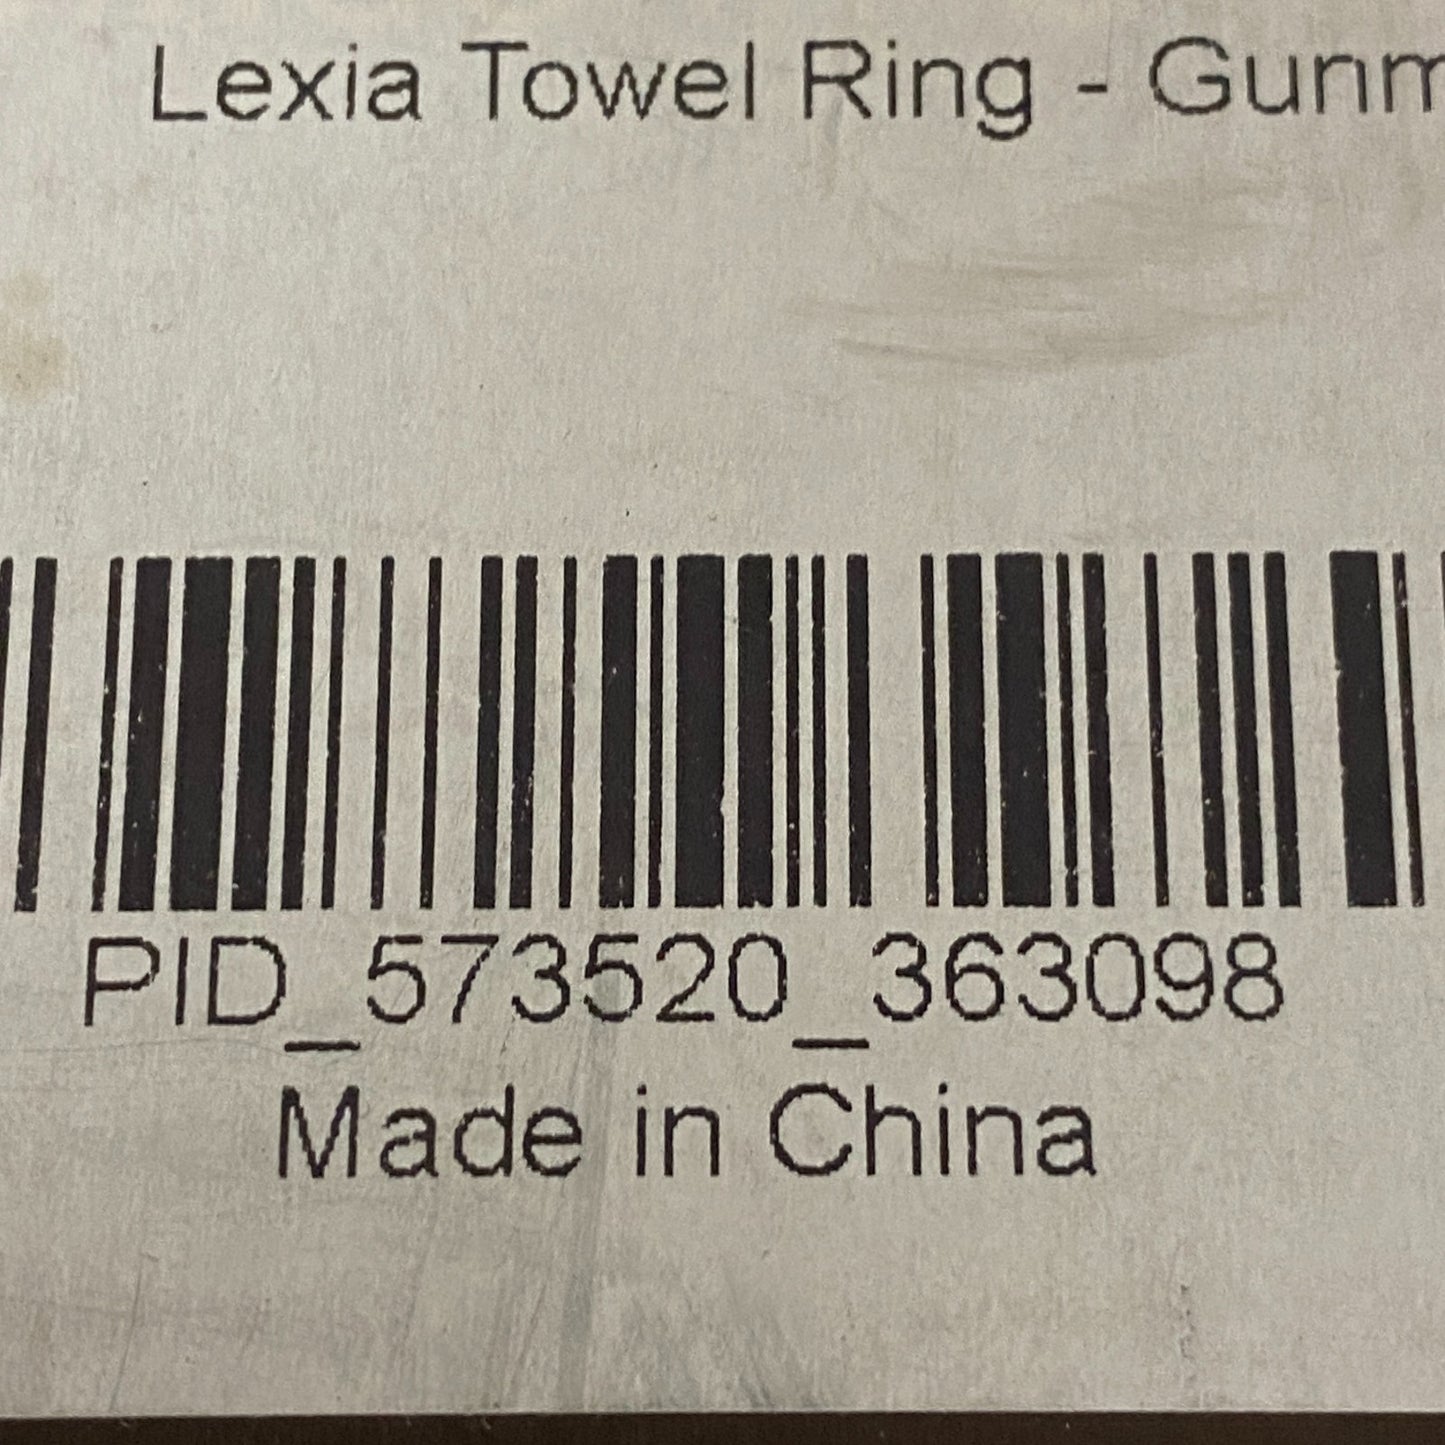 Lexia Towel Ring - Gunm
PID_573520_363098
Made in China